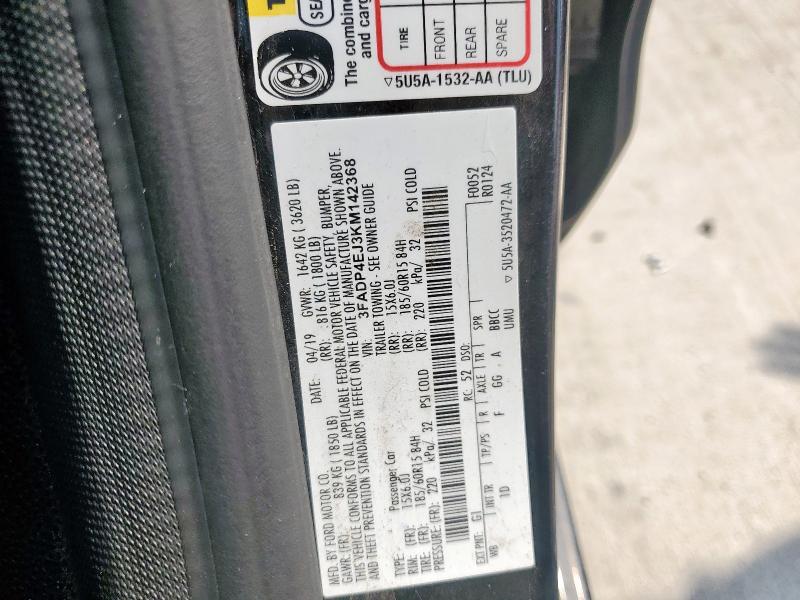 SEA
The combine
and carg
TIRE
FRONT
REAR
SPARE
▽5U5A-1532-AA (TLU)
MFD. BY FORD MOTOR CO. DATE: 04/19 GVWR: 1642 KG ( 3620 LB)
GAWR: (FR): 839 KG ( 1850 LB) (RR): 816 KG ( 1800 LB)
THIS VEHICLE CONFORMS TO ALL APPLICABLE FEDERAL MOTOR VEHICLE SAFETY, BUMPER,
AND THEFT PREVENTION STANDARDS IN EFFECT ON THE DATE OF MANUFACTURE SHOWN ABOVE.
VIN: 3FADP4EJ3KM142368
TYPE: Passenger Car TRAILER TOWING - SEE OWNER GUIDE
RIM: (FR): 15X6.0J (RR): 15X6.0J
TIRE: (FR): 185/60R15 84H (RR): 185/60R15 84H
PRESSURE: (FR): 220 kPa/ 32 PSI COLD (RR): 220 kPa/ 32 PSI COLD
EXT PNT: G1 RC: 52 DSO: F0052
R0124
WB INT TR TP/PS R AXLE TR SPR
1D F GG . A BBCC
UMU
▽ 5U5A-3520472-AA